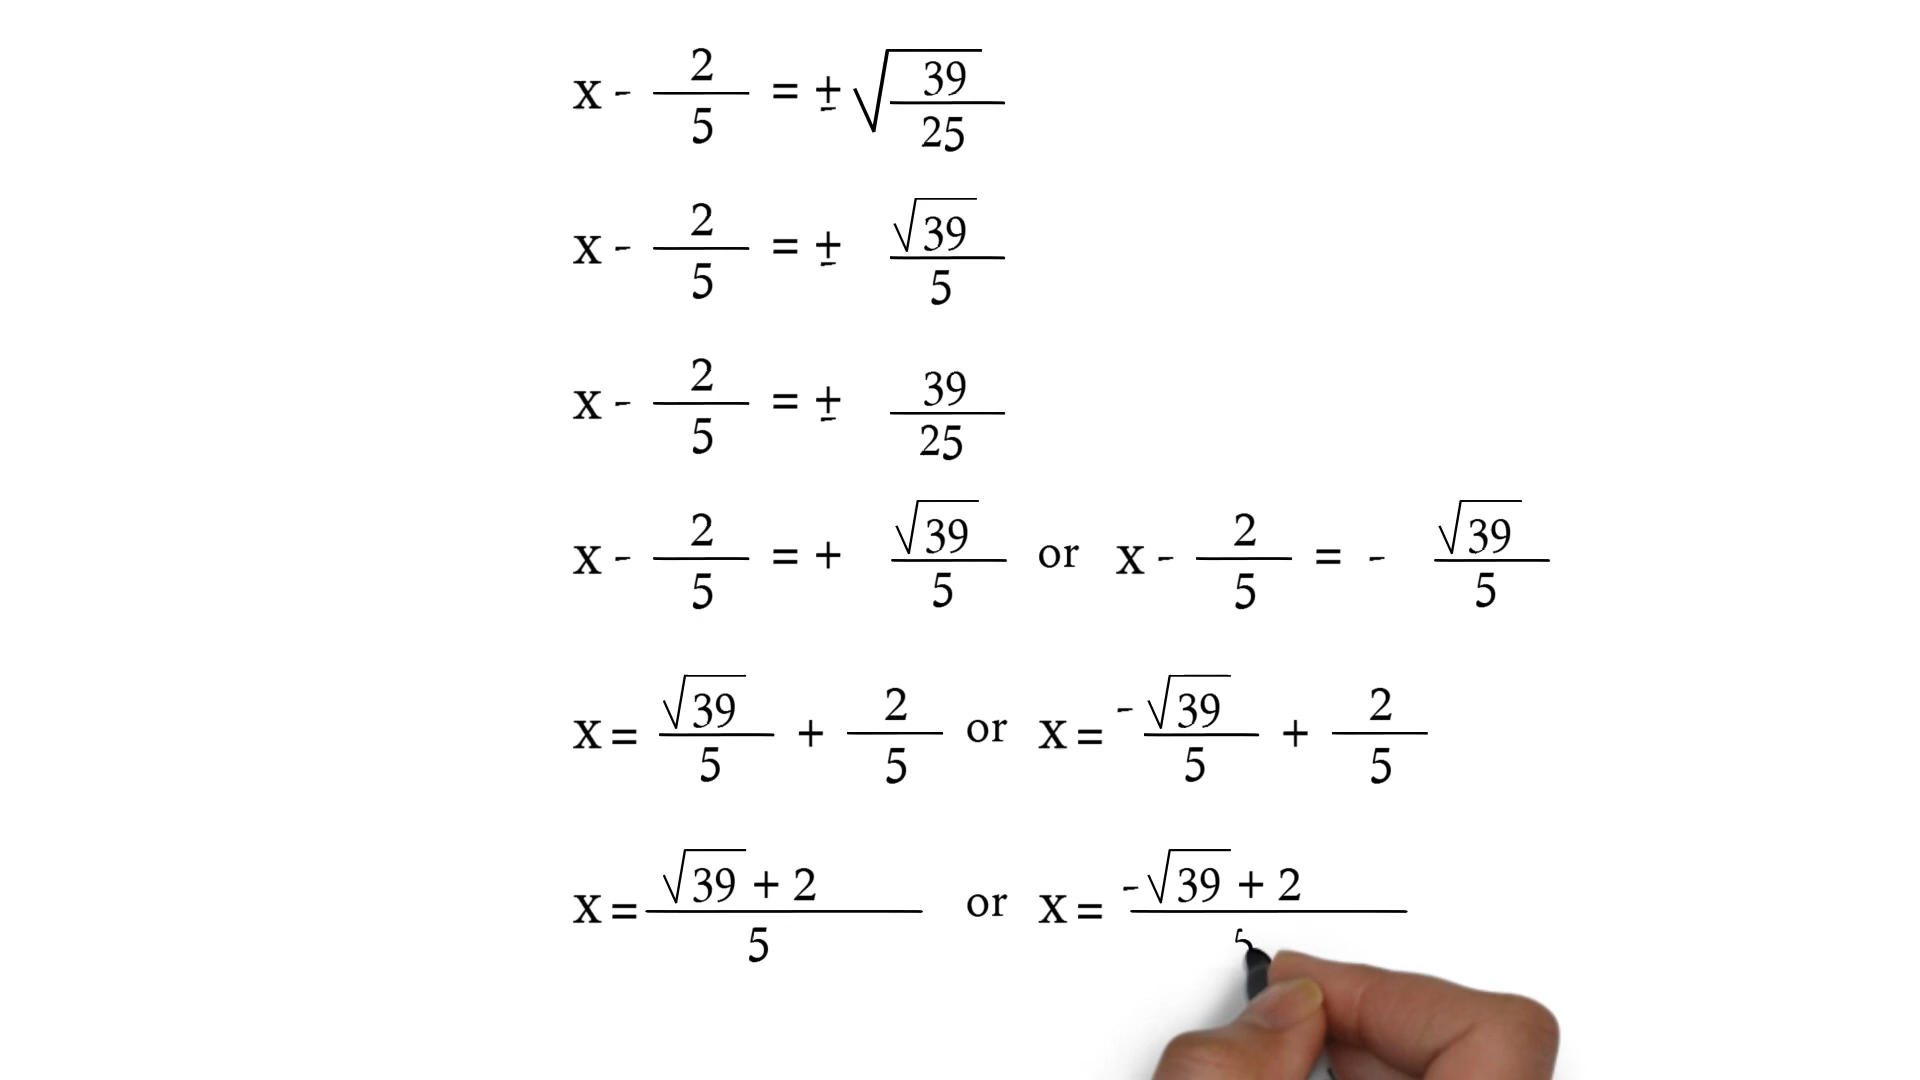 x - 2/5 = ± √39/25
x - 2/5 = ± √39/5
x - 2/5 = ± 39/25
x - 2/5 = + √39/5 or x - 2/5 = - √39/5
x = √39/5 + 2/5 or x = -√39/5 + 2/5
x = √39 + 2/5 or x = -√39 + 2/5